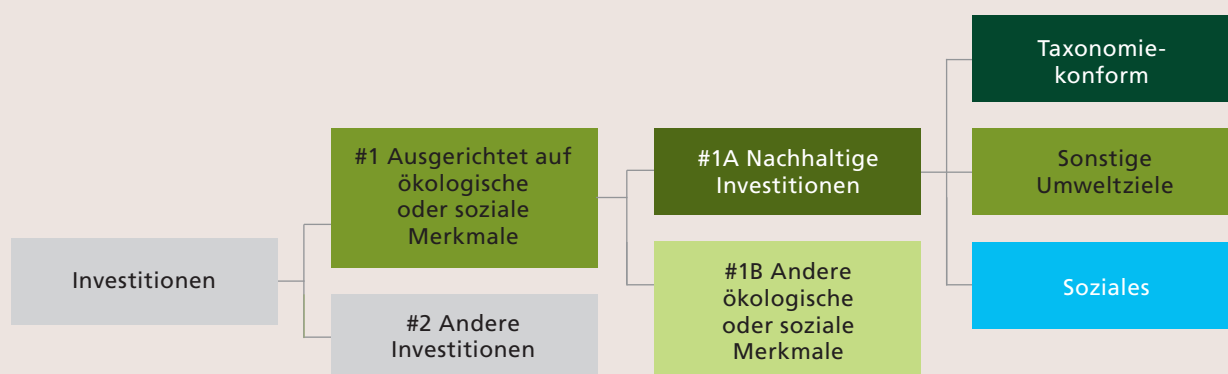 Investitionen
#1 Ausgerichtet auf
ökologische
oder soziale
Merkmale
#2 Andere
Investitionen
#1A Nachhaltige
Investitionen
#1B Andere
ökologische
oder soziale
Merkmale
Taxonomie-
konform
Sonstige
Umweltziele
Soziales